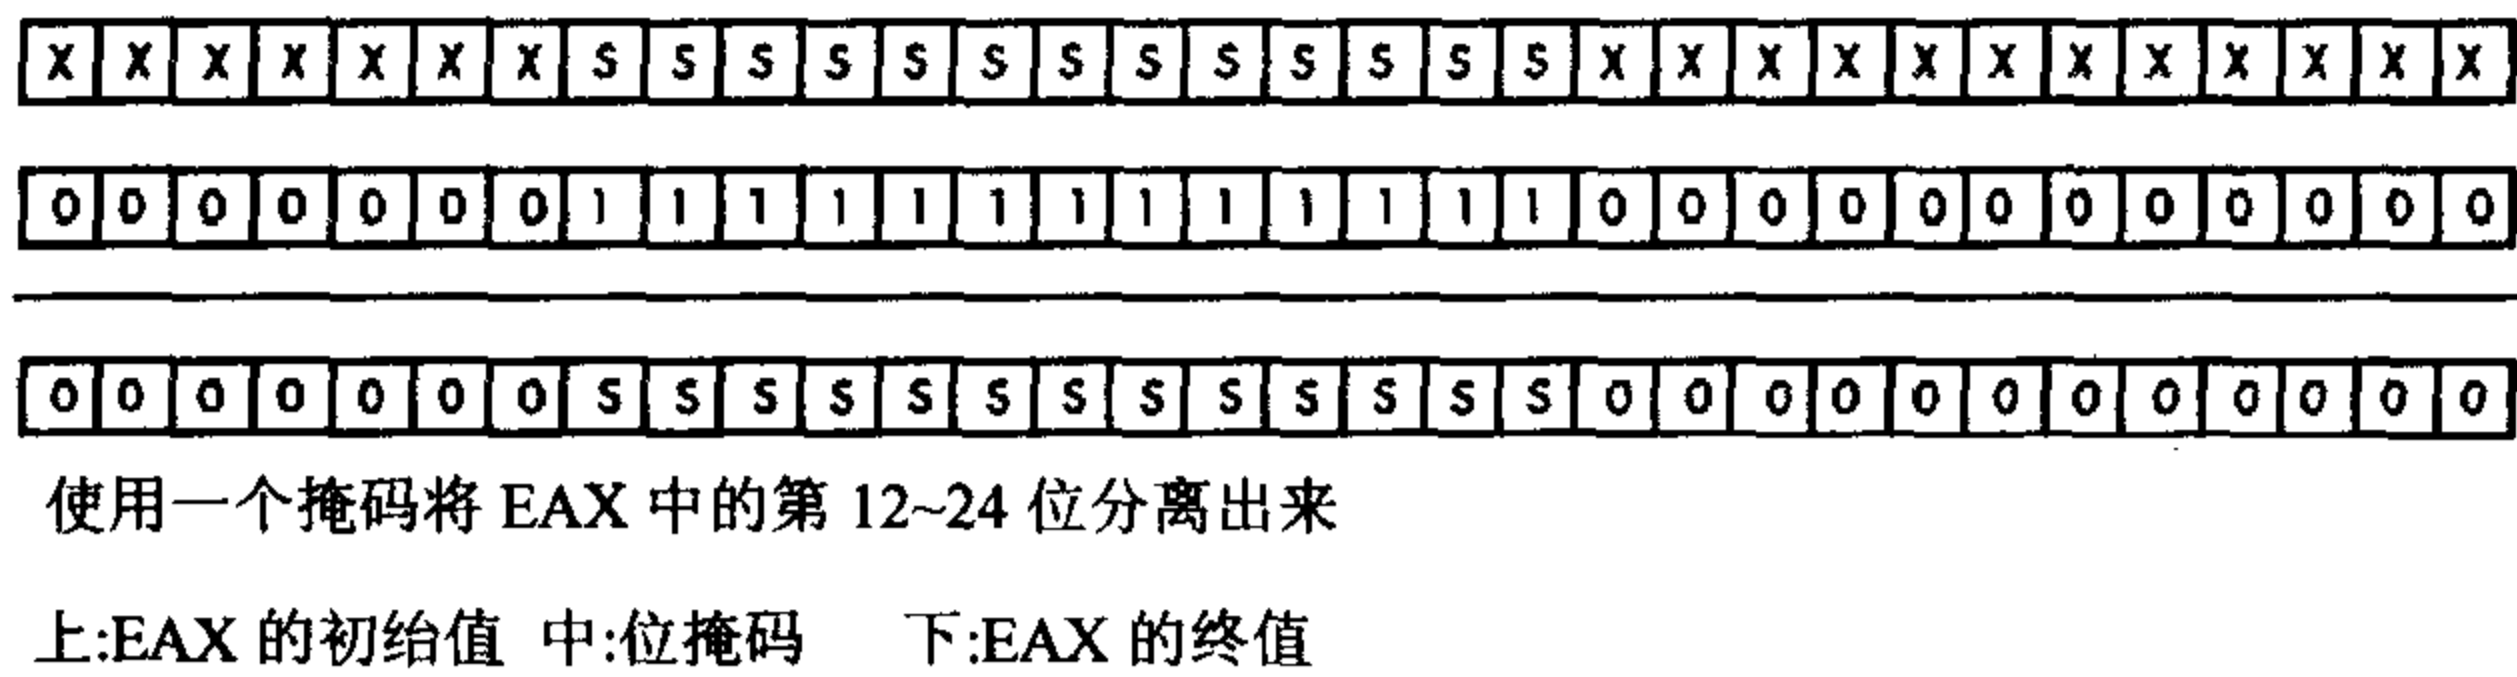 X X X X X X X S S S S S S S S S S S S S X X X X X X X X X X X X
0 0 0 0 0 0 0 1 1 1 1 1 1 1 1 1 1 1 1 1 0 0 0 0 0 0 0 0 0 0 0 0
0 0 0 0 0 0 0 S S S S S S S S S S S S S 0 0 0 0 0 0 0 0 0 0 0 0
使用一个掩码将 EAX 中的第 12~24 位分离出来
上:EAX 的初始值 中:位掩码 下:EAX 的终值